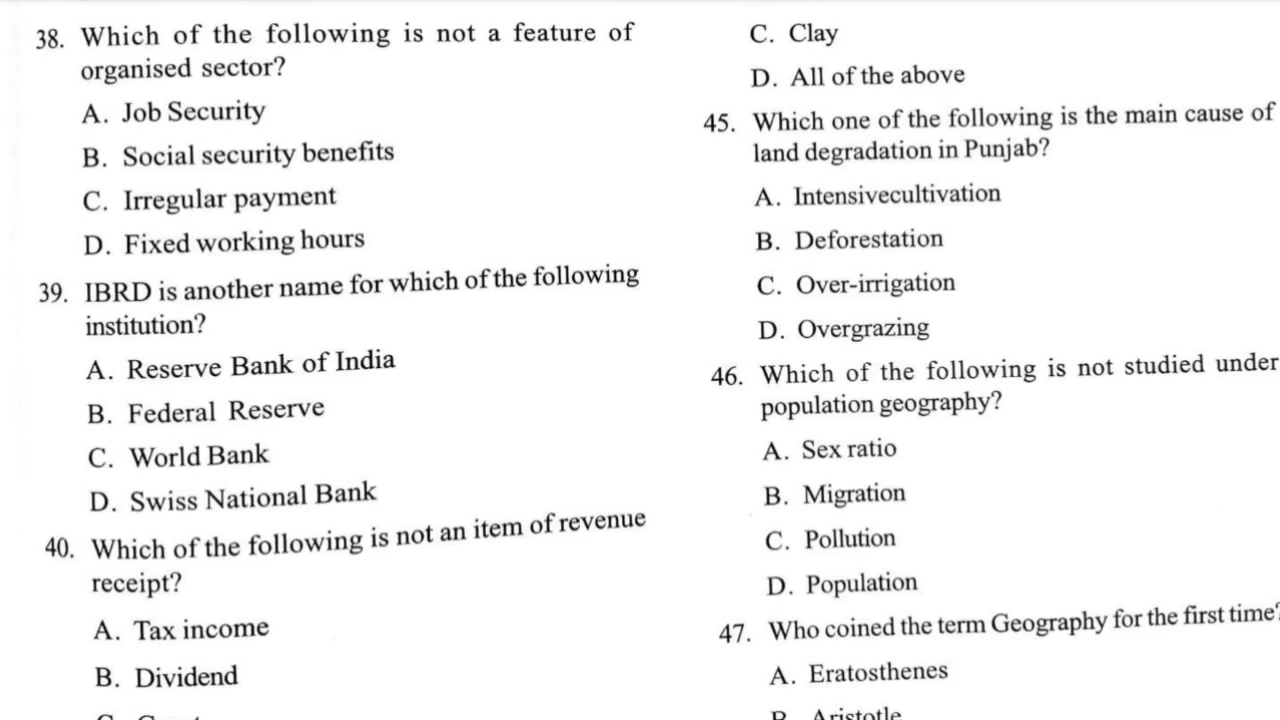 38. Which of the following is not a feature of
organised sector?
A. Job Security
B. Social security benefits
C. Irregular payment
D. Fixed working hours
39. IBRD is another name for which of the following
institution?
A. Reserve Bank of India
B. Federal Reserve
C. World Bank
D. Swiss National Bank
40. Which of the following is not an item of revenue
receipt?
A. Tax income
B. Dividend
C. Clay
D. All of the above
45. Which one of the following is the main cause of
land degradation in Punjab?
A. Intensivecultivation
B. Deforestation
C. Over-irrigation
D. Overgrazing
46. Which of the following is not studied under
population geography?
A. Sex ratio
B. Migration
C. Pollution
D. Population
47. Who coined the term Geography for the first time?
A. Eratosthenes
B. Aristotle